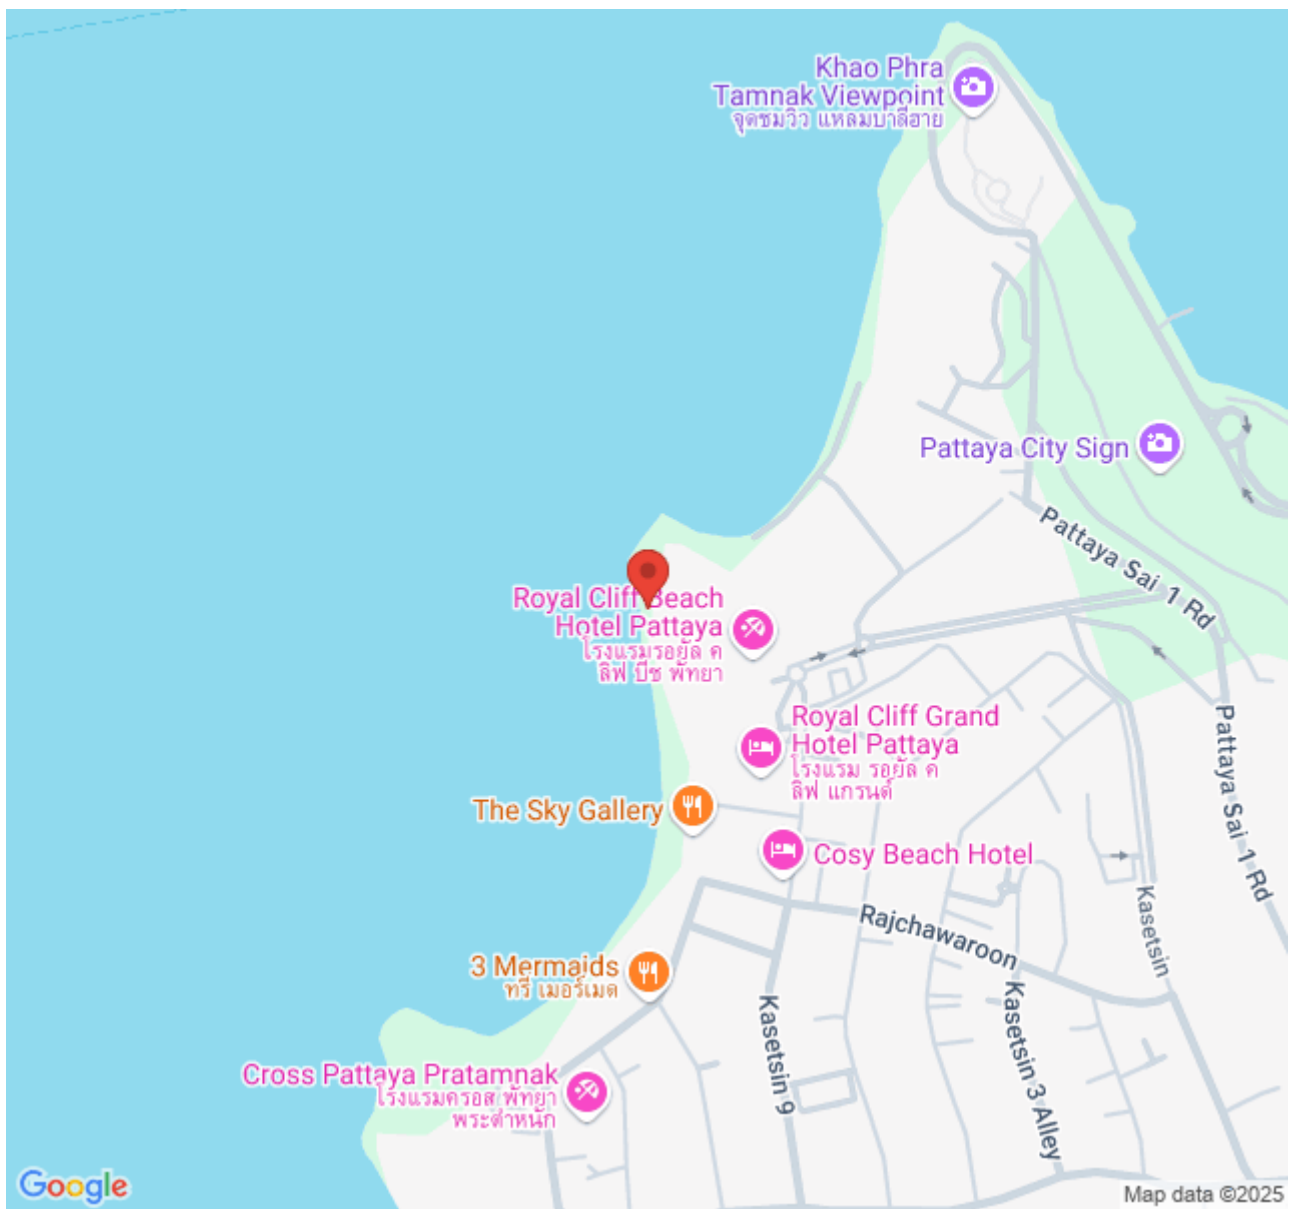 Khao Phra
Tamnak Viewpoint
จุดชมวิว แหลมบาลีฮาย
Pattaya City Sign
Pattaya Sai 1 Rd
Royal Cliff Beach
Hotel Pattaya
โรงแรมรอยัล ค
ลิฟ บีช พัทยา
Pattaya Sai 1 Rd
Royal Cliff Grand
Hotel Pattaya
โรงแรม รอยัล ค
ลิฟ แกรนด์
The Sky Gallery
Cosy Beach Hotel
Rajchawaroon
Kasetsin
3 Mermaids
ทรี เมอร์เมด
Kasetsin 9
Kasetsin 3 Alley
Cross Pattaya Pratamnak
โรงแรมครอส พัทยา
พระตำหนัก
Google
Map data ©2025